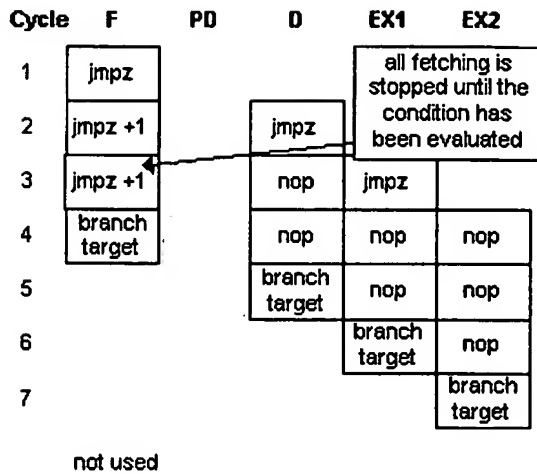 Cycle F PD D EX1 EX2
1 jmpz
all fetching is
stopped until the
condition has
been evaluated
2 jmpz +1 jmpz
3 jmpz +1 nop jmpz
4 branch
target nop nop nop
5 branch
target nop nop
6 branch
target nop
7 branch
target
not used